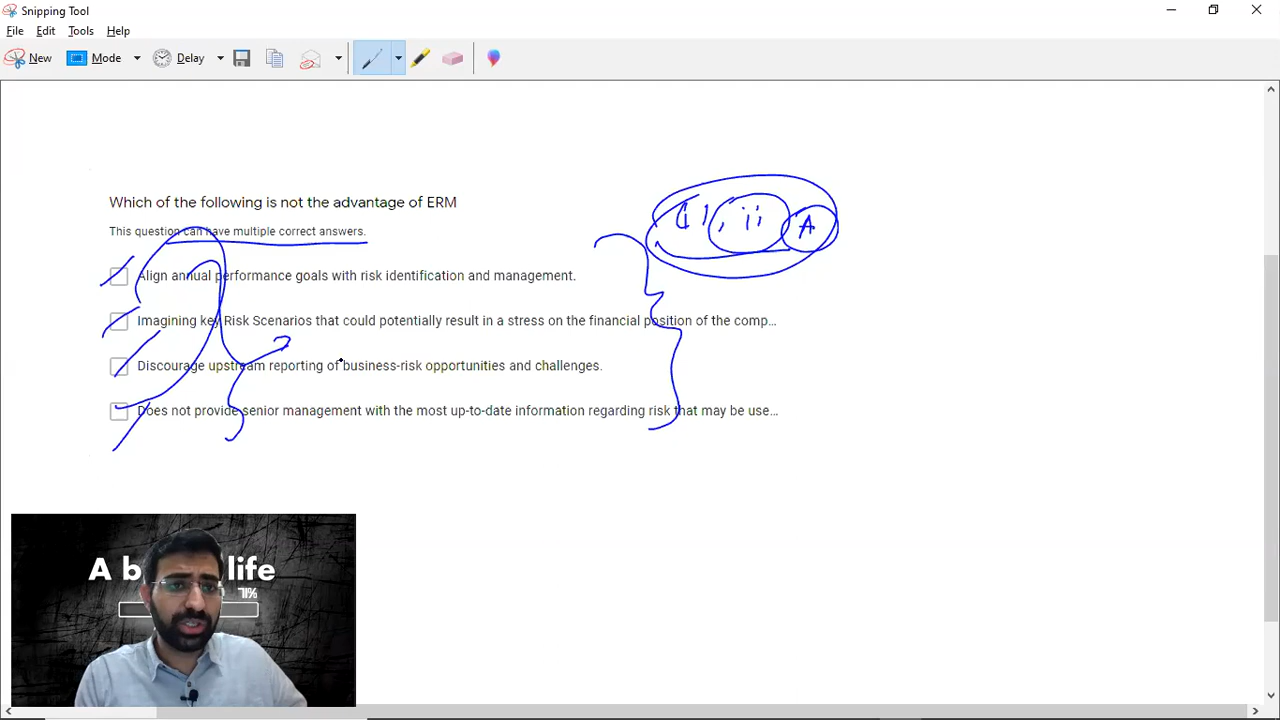 Snipping Tool
File Edit Tools Help
New Mode Delay
Which of the following is not the advantage of ERM
This question can have multiple correct answers.
i, ii A
Align annual performance goals with risk identification and management.
Imagining key Risk Scenarios that could potentially result in a stress on the financial position of the comp...
Discourage upstream reporting of business-risk opportunities and challenges.
Does not provide senior management with the most up-to-date information regarding risk that may be use...
A b life